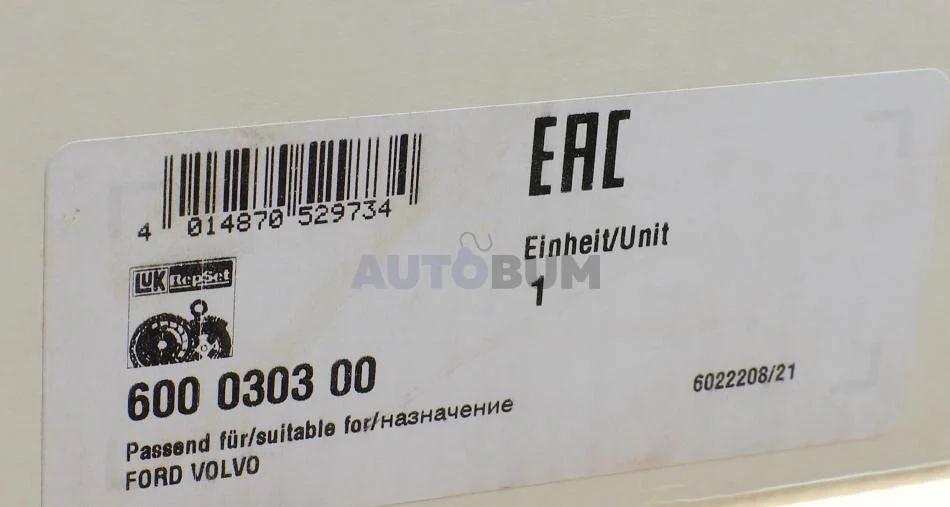 EAC
4 014870 529734
Einheit/Unit
1
AUTOBUM
LuK RepSet
600 0303 00
6022208/21
Passend für/suitable for/назначение
FORD VOLVO